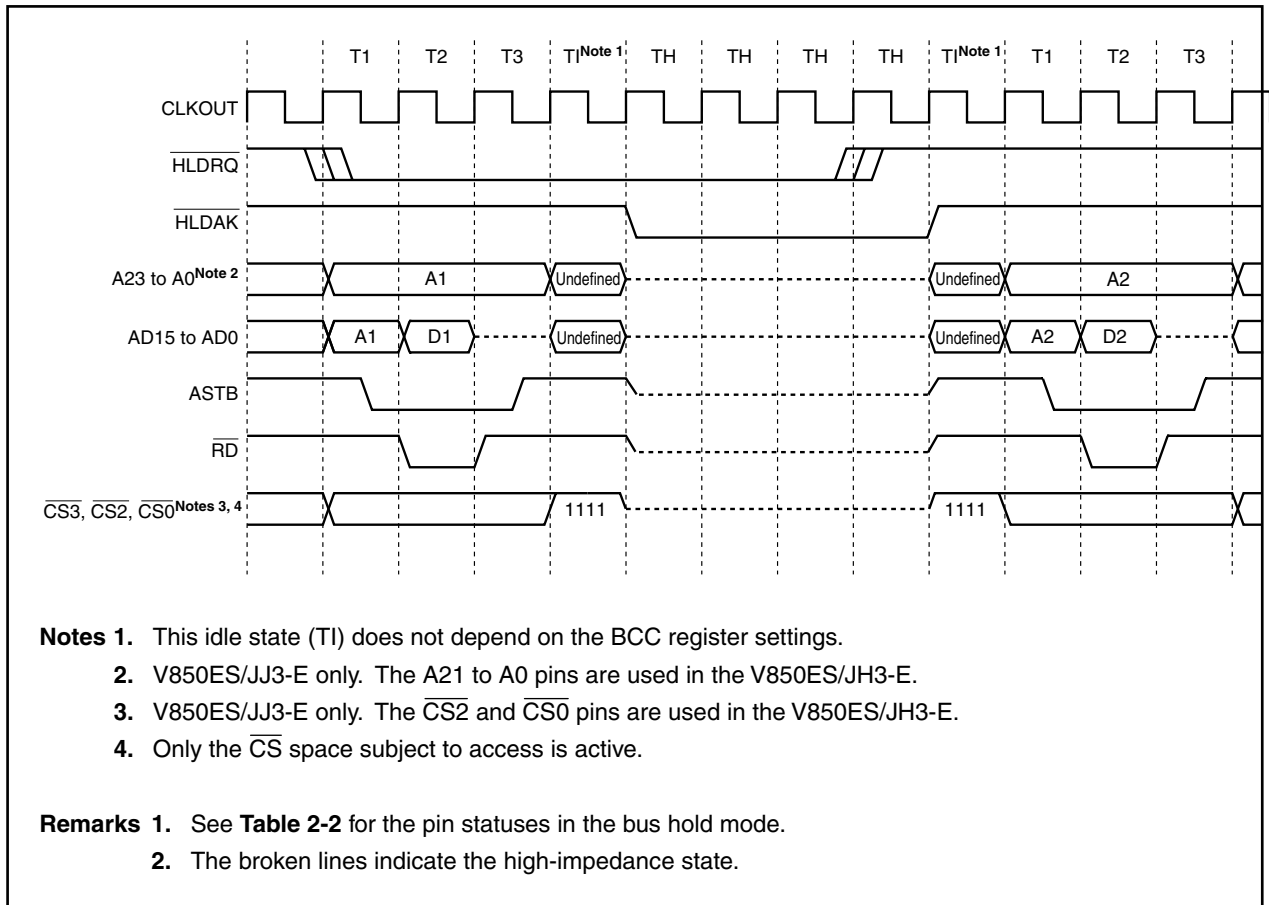 T1 T2 T3 TINote 1 TH TH TH TH TINote 1 T1 T2 T3
CLKOUT
HLDRQ
HLDAK
A23 to A0Note 2 A1 Undefined Undefined A2
AD15 to AD0 A1 D1 Undefined Undefined A2 D2
ASTB
RD
CS3, CS2, CS0Notes 3, 4 1111 1111
Notes 1. This idle state (TI) does not depend on the BCC register settings.
2. V850ES/JJ3-E only. The A21 to A0 pins are used in the V850ES/JH3-E.
3. V850ES/JJ3-E only. The CS2 and CS0 pins are used in the V850ES/JH3-E.
4. Only the CS space subject to access is active.
Remarks 1. See Table 2-2 for the pin statuses in the bus hold mode.
2. The broken lines indicate the high-impedance state.